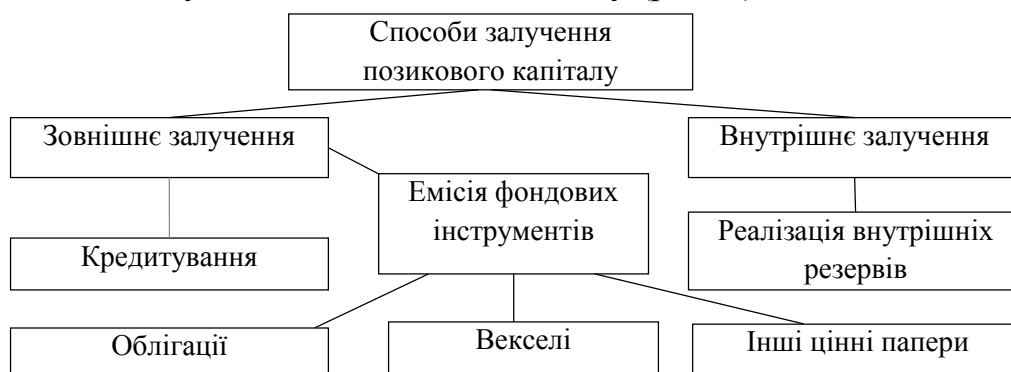 Способи залучення
позикового капіталу
Зовнішнє залучення
Внутрішнє залучення
Емісія фондових
інструментів
Кредитування
Реалізація внутрішніх
резервів
Облігації
Векселі
Інші цінні папери